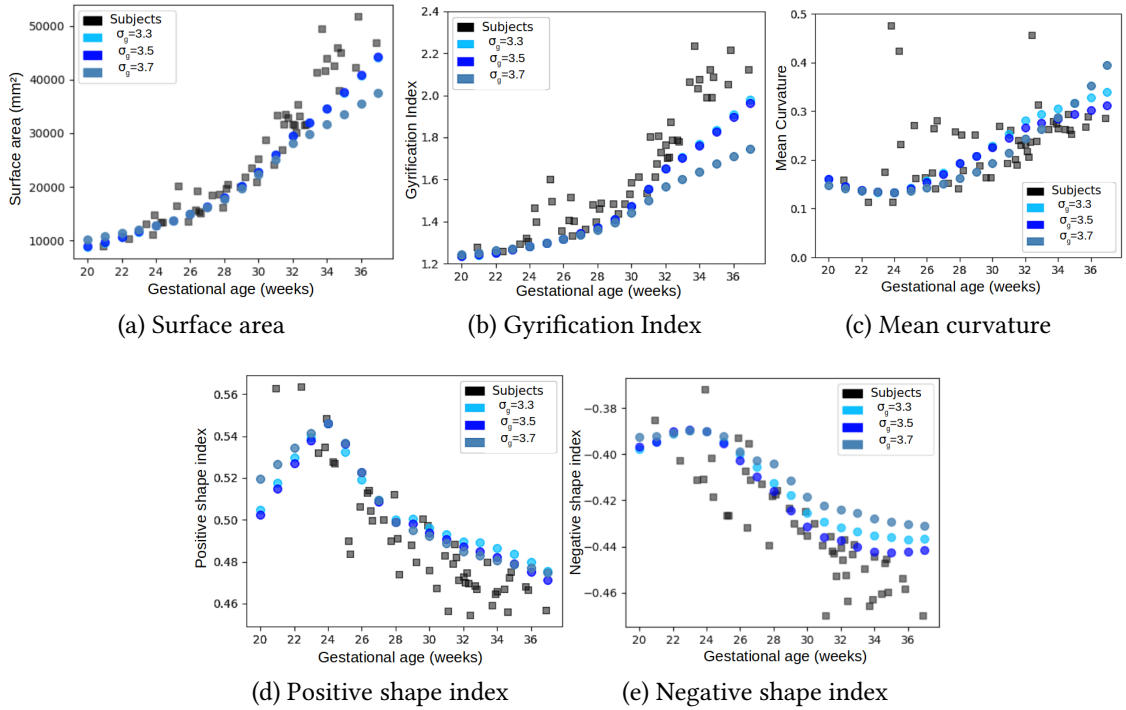 50000
40000
30000
20000
10000
Surface area (mm²)
Subjects
σg=3.3
σg=3.5
σg=3.7
20 22 24 26 28 30 32 34 36
Gestational age (weeks)
(a) Surface area
2.4
2.2
2.0
1.8
1.6
1.4
1.2
Gyrification Index
Subjects
σg=3.3
σg=3.5
σg=3.7
20 22 24 26 28 30 32 34 36
Gestational age (weeks)
(b) Gyrification Index
0.5
0.4
0.3
0.2
0.1
0.0
Mean Curvature
Subjects
σg=3.3
σg=3.5
σg=3.7
20 22 24 26 28 30 32 34 36
Gestational age (weeks)
(c) Mean curvature
0.56
0.54
0.52
0.50
0.48
0.46
Positive shape index
Subjects
σg=3.3
σg=3.5
σg=3.7
20 22 24 26 28 30 32 34 36
Gestational age (weeks)
(d) Positive shape index
−0.38
−0.40
−0.42
−0.44
−0.46
Negative shape index
Subjects
σg=3.3
σg=3.5
σg=3.7
20 22 24 26 28 30 32 34 36
Gestational age (weeks)
(e) Negative shape index